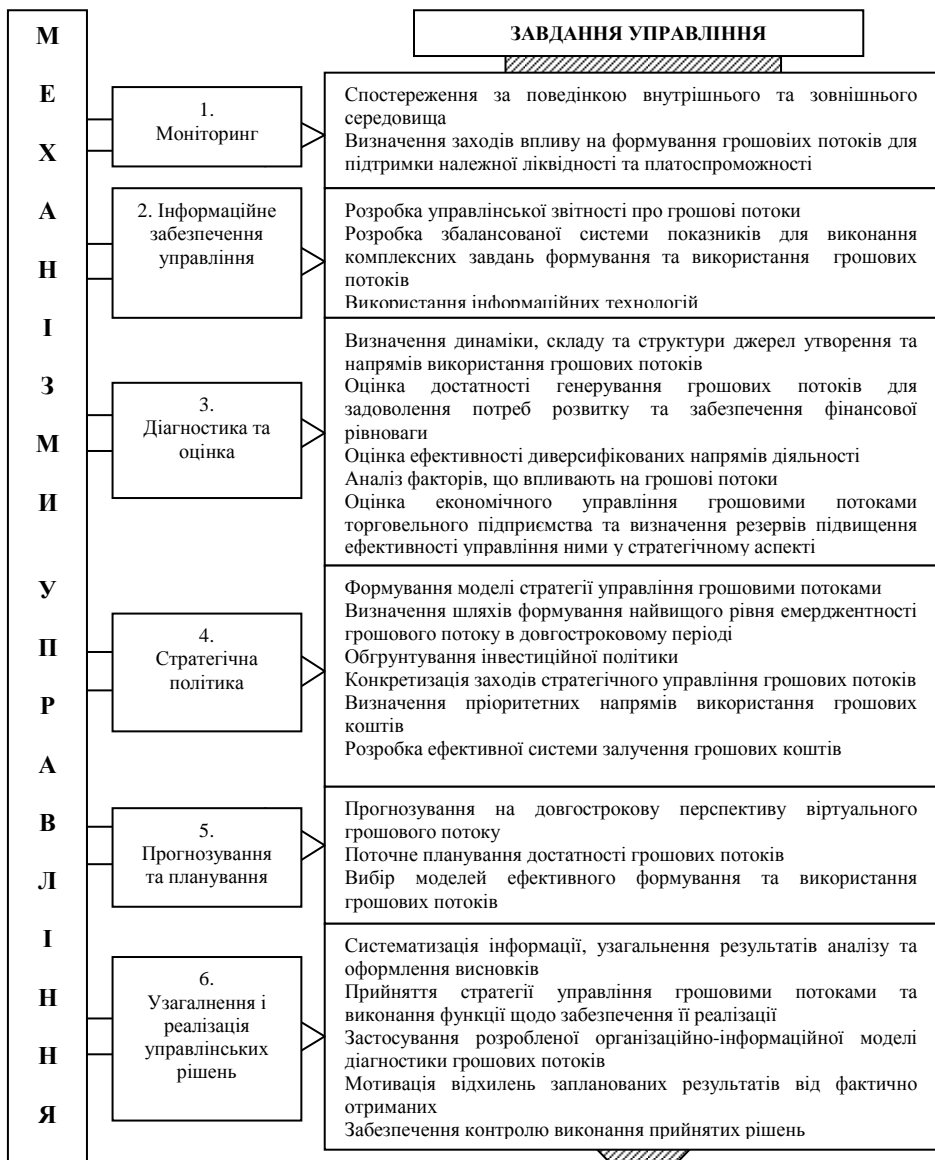 МЕХАНІЗМИ УПРАВЛІННЯ
ЗАВДАННЯ УПРАВЛІННЯ
1.
Моніторинг
Спостереження за поведінкою внутрішнього та зовнішнього
середовища
Визначення заходів впливу на формування грошовіих потоків для
підтримки належної ліквідності та платоспроможності
2. Інформаційне
забезпечення
управління
Розробка управлінської звітності про грошові потоки
Розробка збалансованої системи показників для виконання
комплексних завдань формування та використання грошових
потоків
Використання інформаційних технологій
3.
Діагностика та
оцінка
Визначення динаміки, складу та структури джерел утворення та
напрямів використання грошових потоків
Оцінка достатності генерування грошових потоків для
задоволення потреб розвитку та забезпечення фінансової
рівноваги
Оцінка ефективності диверсифікованих напрямів діяльності
Аналіз факторів, що впливають на грошові потоки
Оцінка економічного управління грошовими потоками
торговельного підприємства та визначення резервів підвищення
ефективності управління ними у стратегічному аспекті
4.
Стратегічна
політика
Формування моделі стратегії управління грошовими потоками
Визначення шляхів формування найвищого рівня емерджентності
грошового потоку в довгостроковому періоді
Обгрунтування інвестиційної політики
Конкретизація заходів стратегічного управління грошових потоків
Визначення пріоритетних напрямів використання грошових
коштів
Розробка ефективної системи залучення грошових коштів
5.
Прогнозування
та планування
Прогнозування на довгострокову перспективу віртуального
грошового потоку
Поточне планування достатності грошових потоків
Вибір моделей ефективного формування та використання
грошових потоків
6.
Узагалнення і
реалізація
управлінських
рішень
Систематизація інформації, узагальнення результатів аналізу та
оформлення висновків
Прийняття стратегії управління грошовими потоками та
виконання функції щодо забезпечення її реалізації
Застосування розробленої організаційно-інформаційної моделі
діагностики грошових потоків
Мотивація відхилень запланованих результатів від фактично
отриманих
Забезпечення контролю виконання прийнятих рішень